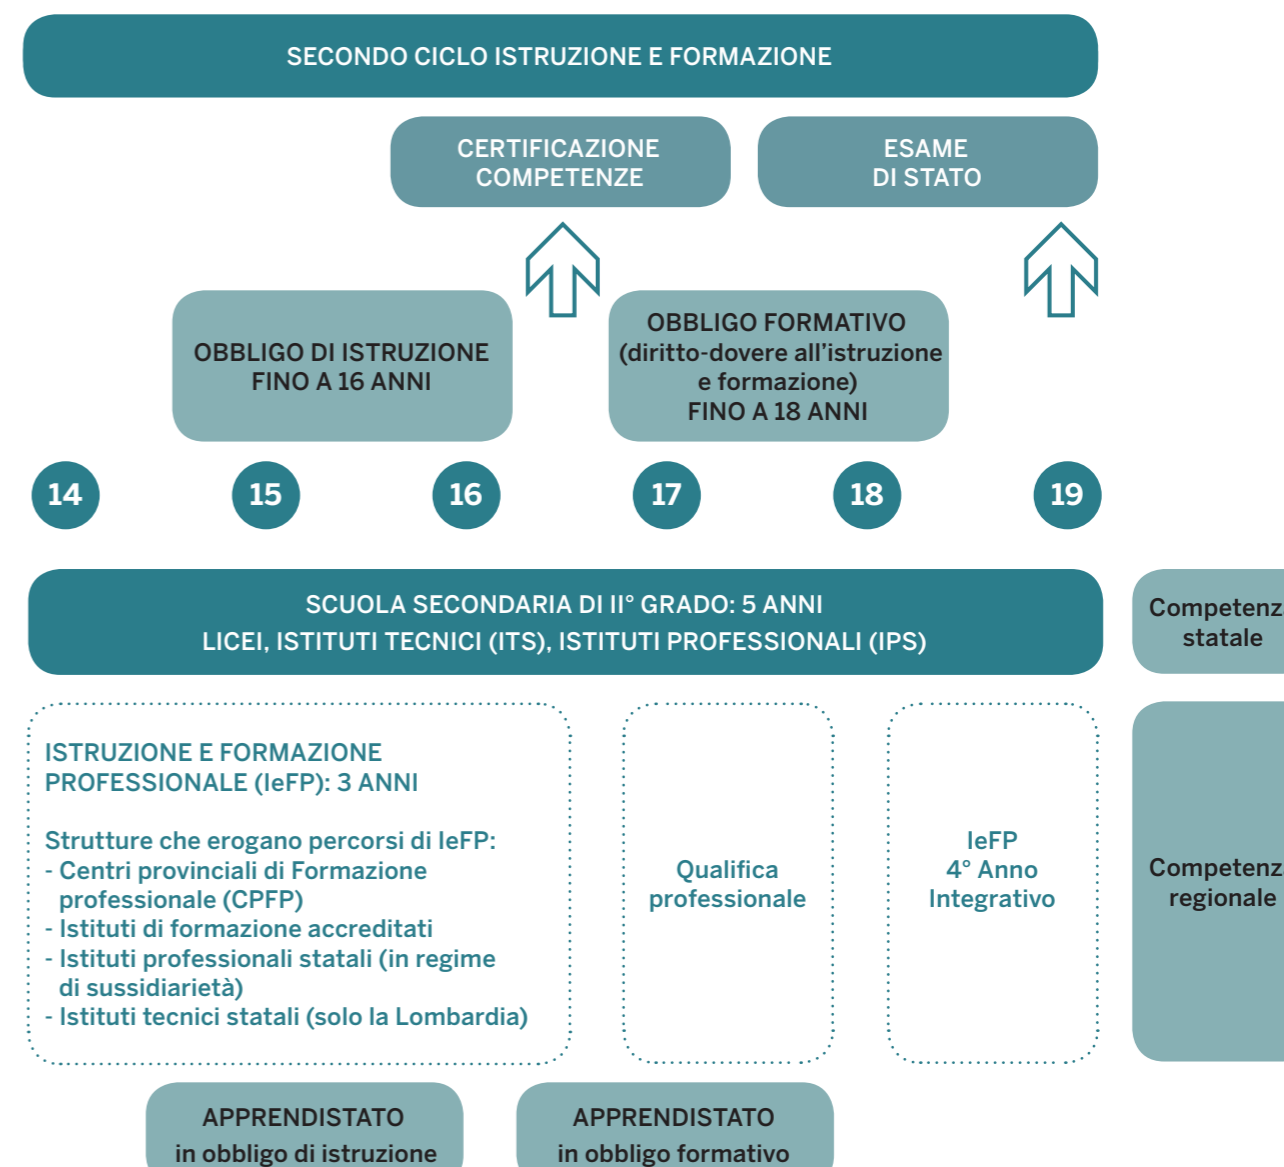 SECONDO CICLO ISTRUZIONE E FORMAZIONE
CERTIFICAZIONE
COMPETENZE
ESAME
DI STATO
OBBLIGO DI ISTRUZIONE
FINO A 16 ANNI
OBBLIGO FORMATIVO
(diritto-dovere all'istruzione
e formazione)
FINO A 18 ANNI
14
15
16
17
18
19
SCUOLA SECONDARIA DI II° GRADO: 5 ANNI
LICEI, ISTITUTI TECNICI (ITS), ISTITUTI PROFESSIONALI (IPS)
Competenz
statale
ISTRUZIONE E FORMAZIONE
PROFESSIONALE (IeFP): 3 ANNI
Strutture che erogano percorsi di IeFP:
- Centri provinciali di Formazione
professionale (CPFP)
- Istituti di formazione accreditati
- Istituti professionali statali (in regime
di sussidiarietà)
- Istituti tecnici statali (solo la Lombardia)
Qualifica
professionale
IeFP
4° Anno
Integrativo
Competenz
regionale
APPRENDISTATO
in obbligo di istruzione
APPRENDISTATO
in obbligo formativo